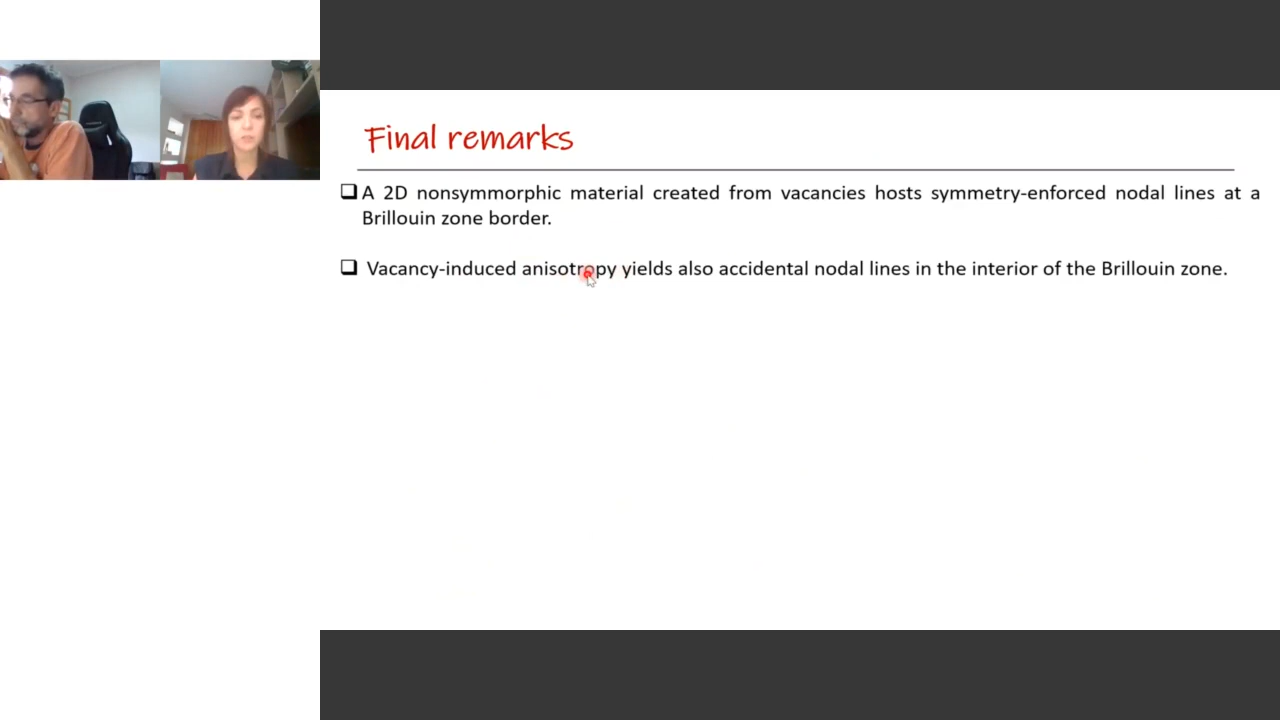 Final remarks
A 2D nonsymmorphic material created from vacancies hosts symmetry-enforced nodal lines at a
Brillouin zone border.
Vacancy-induced anisotropy yields also accidental nodal lines in the interior of the Brillouin zone.